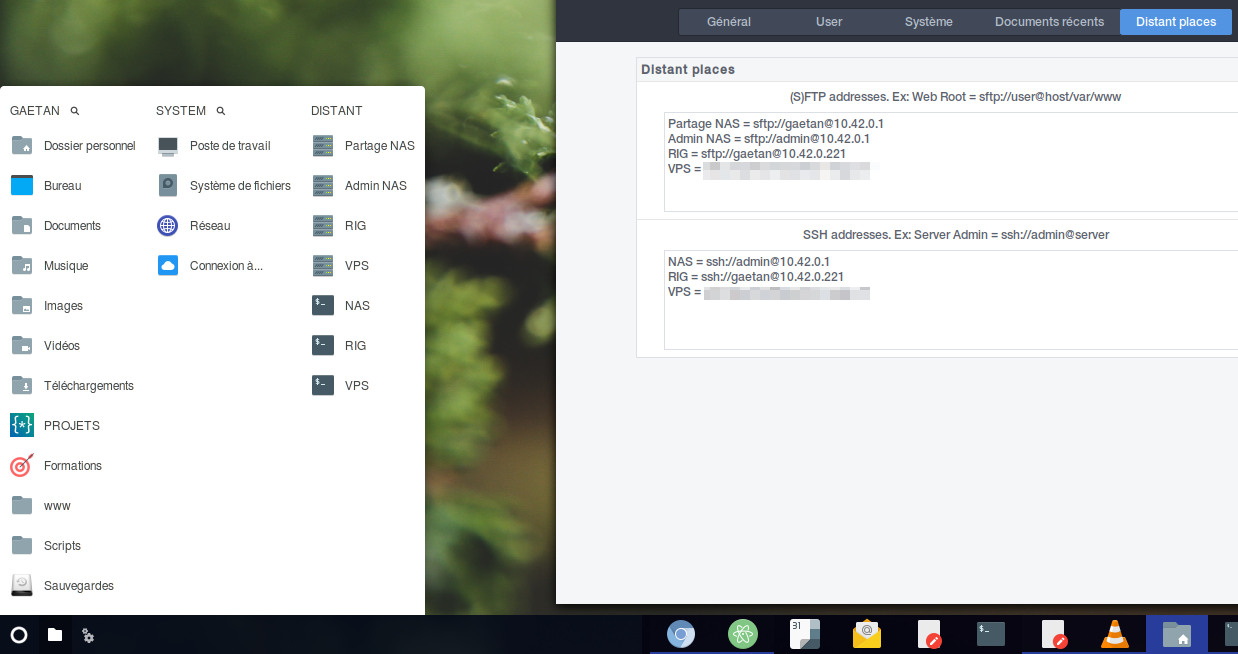 Général User Système Documents récents Distant places
Distant places
(S)FTP addresses. Ex: Web Root = sftp://user@host/var/www
Partage NAS = sftp://gaetan@10.42.0.1
Admin NAS = sftp://admin@10.42.0.1
RIG = sftp://gaetan@10.42.0.221
VPS =
SSH addresses. Ex: Server Admin = ssh://admin@server
NAS = ssh://admin@10.42.0.1
RIG = ssh://gaetan@10.42.0.221
VPS =
GAETAN
Dossier personnel
Bureau
Documents
Musique
Images
Vidéos
Téléchargements
{*} PROJETS
Formations
www
Scripts
Sauvegardes
SYSTEM
Poste de travail
Système de fichiers
Réseau
Connexion à...
DISTANT
Partage NAS
Admin NAS
RIG
VPS
$_ NAS
$_ RIG
$_ VPS
31 @ $_